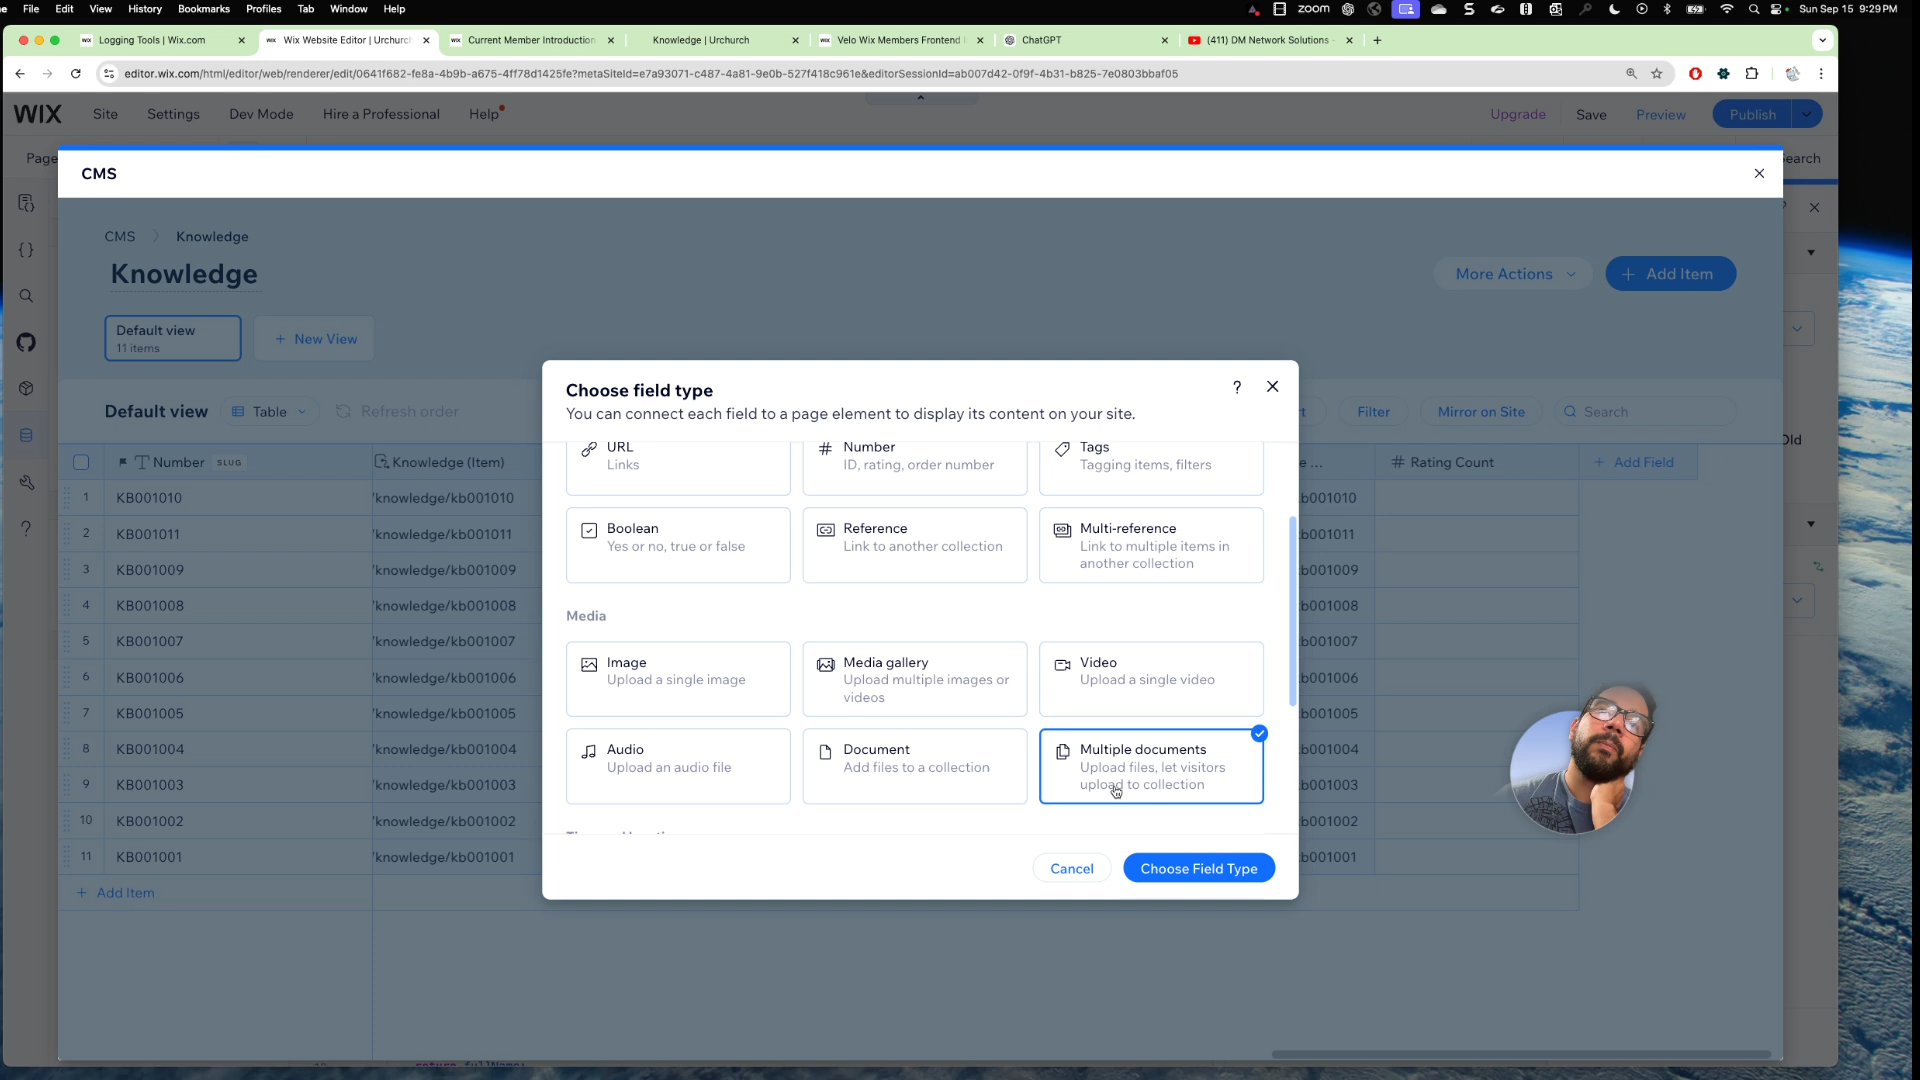 File Edit View History Bookmarks Profiles Tab Window Help
zoom
Sun Sep 15 9:29 PM
Logging Tools | Wix.com
Wix Website Editor | Urchurch
Current Member Introduction
Knowledge | Urchurch
Velo Wix Members Frontend
ChatGPT
(411) DM Network Solutions -
editor.wix.com/html/editor/web/renderer/edit/0641f682-fe8a-4b9b-a675-4ff78d1425fe?metaSiteId=e7a93071-c487-4a81-9e0b-527f418c961e&editorSessionId=ab007d42-0f9f-4b31-b825-7e0803bbaf05
WIX Site Settings Dev Mode Hire a Professional Help
Upgrade Save Preview Publish
Page
earch
CMS
CMS > Knowledge
Knowledge
More Actions
+ Add Item
Default view
11 items
+ New View
Default view
Table
Refresh order
Filter
Mirror on Site
Search
Number SLUG
Knowledge (Item)
Rating Count
+ Add Field
1 KB001010 /knowledge/kb001010
2 KB001011 /knowledge/kb001011
3 KB001009 /knowledge/kb001009
4 KB001008 /knowledge/kb001008
5 KB001007 /knowledge/kb001007
6 KB001006 /knowledge/kb001006
7 KB001005 /knowledge/kb001005
8 KB001004 /knowledge/kb001004
9 KB001003 /knowledge/kb001003
10 KB001002 /knowledge/kb001002
11 KB001001 /knowledge/kb001001
+ Add Item
b001010
b001011
b001009
b001008
b001007
b001006
b001005
b001004
b001003
b001002
b001001
Choose field type
You can connect each field to a page element to display its content on your site.
URL
Links
Number
ID, rating, order number
Tags
Tagging items, filters
Boolean
Yes or no, true or false
Reference
Link to another collection
Multi-reference
Link to multiple items in
another collection
Media
Image
Upload a single image
Media gallery
Upload multiple images or
videos
Video
Upload a single video
Audio
Upload an audio file
Document
Add files to a collection
Multiple documents
Upload files, let visitors
upload to collection
Cancel
Choose Field Type